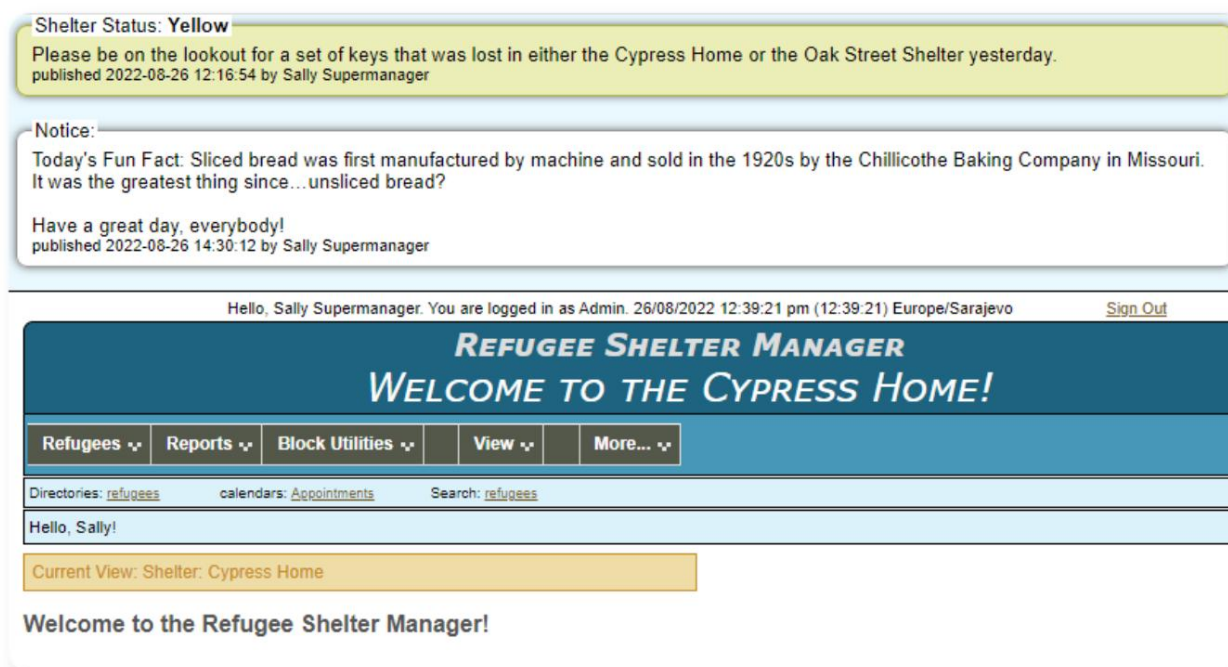 Shelter Status: Yellow
Please be on the lookout for a set of keys that was lost in either the Cypress Home or the Oak Street Shelter yesterday.
published 2022-08-26 12:16:54 by Sally Supermanager
Notice:
Today's Fun Fact: Sliced bread was first manufactured by machine and sold in the 1920s by the Chillicothe Baking Company in Missouri.
It was the greatest thing since...unsliced bread?
Have a great day, everybody!
published 2022-08-26 14:30:12 by Sally Supermanager
Hello, Sally Supermanager. You are logged in as Admin. 26/08/2022 12:39:21 pm (12:39:21) Europe/Sarajevo Sign Out
Refugee Shelter Manager
Welcome to the Cypress Home!
Refugees Reports Block Utilities View More...
Directories: refugees calendars: Appointments Search: refugees
Hello, Sally!
Current View: Shelter: Cypress Home
Welcome to the Refugee Shelter Manager!